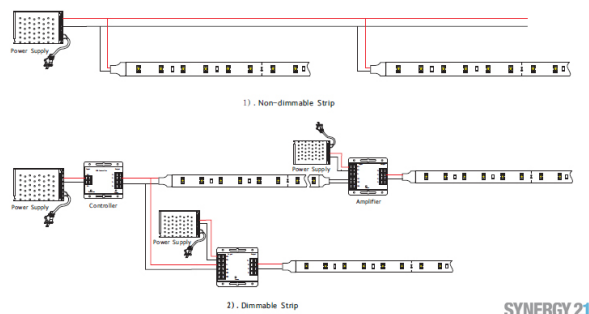 Power Supply
1). Non-dimmable Strip
Power Supply
Controller
Power Supply
Amplifier
Power Supply
2). Dimmable Strip
SYNERGY 21